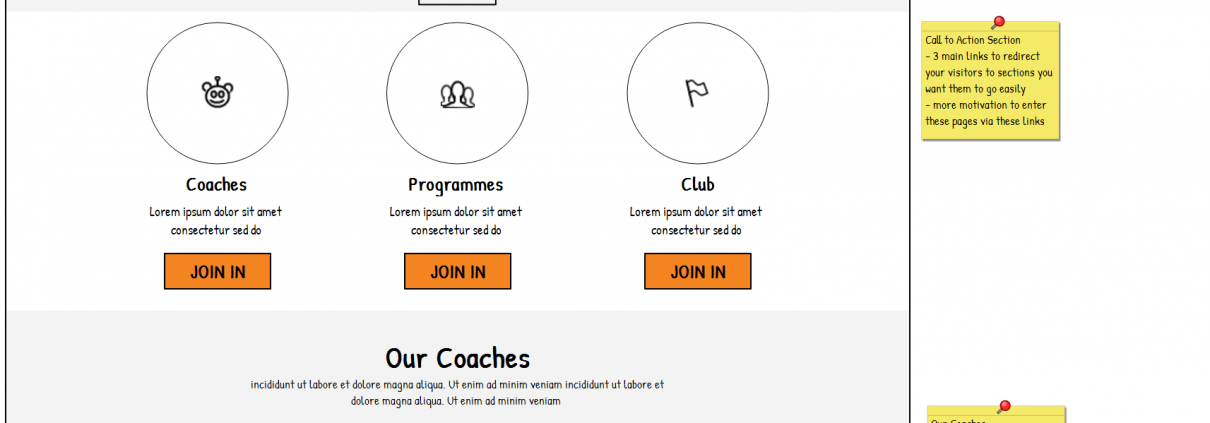 Coaches
Lorem ipsum dolor sit amet
consectetur sed do
JOIN IN
Programmes
Lorem ipsum dolor sit amet
consectetur sed do
JOIN IN
Club
Lorem ipsum dolor sit amet
consectetur sed do
JOIN IN
Our Coaches
incididunt ut labore et dolore magna aliqua. Ut enim ad minim veniam incididunt ut labore et
dolore magna aliqua. Ut enim ad minim veniam
Call to Action Section
- 3 main links to redirect
your visitors to sections you
want them to go easily
- more motivation to enter
these pages via these links
Our Coaches